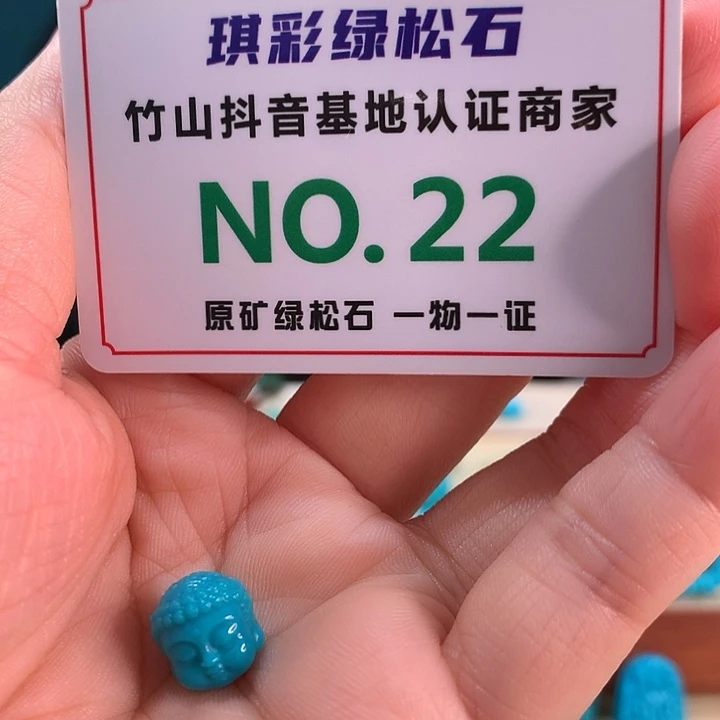 琪彩绿松石
竹山抖音基地认证商家
NO.22
原矿绿松石 一物一证